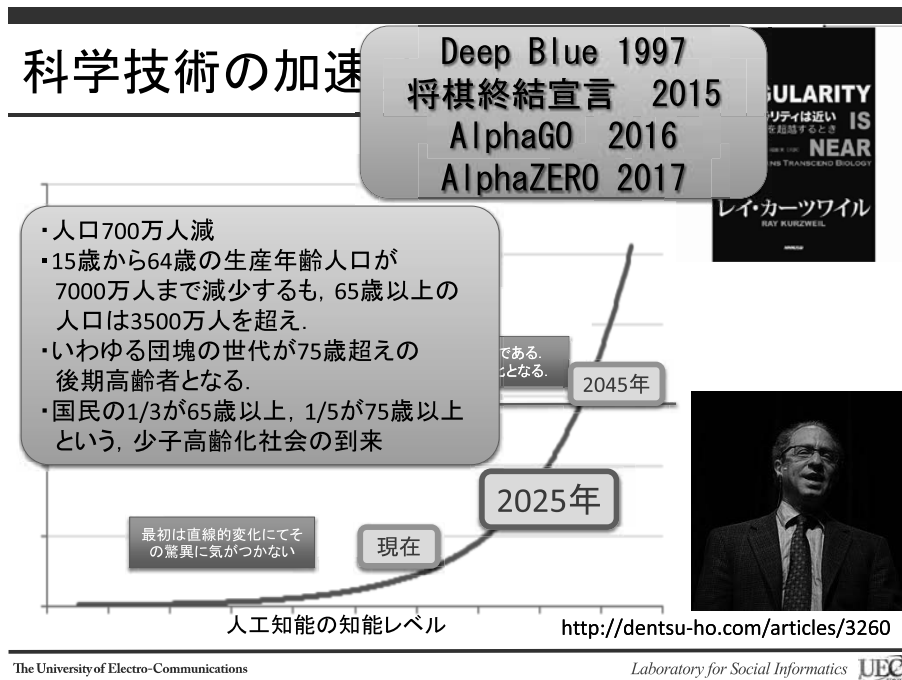 科学技術の加速
Deep Blue 1997
将棋終結宣言 2015
AlphaGO 2016
AlphaZERO 2017
GULARITY
リティは近い IS
を超越するとき
NEAR
NS TRANSCEND BIOLOGY
レイ・カーツワイル
RAY KURZWEIL
・人口700万人減
・15歳から64歳の生産年齢人口が
7000万人まで減少するも，65歳以上の
人口は3500万人を超え．
・いわゆる団塊の世代が75歳超えの
後期高齢者となる．
・国民の1/3が65歳以上，1/5が75歳以上
という，少子高齢化社会の到来
である．
となる．
2045年
2025年
最初は直線的変化にてそ
の驚異に気がつかない
現在
人工知能の知能レベル
http://dentsu-ho.com/articles/3260
The University of Electro-Communications
Laboratory for Social Informatics
UEC